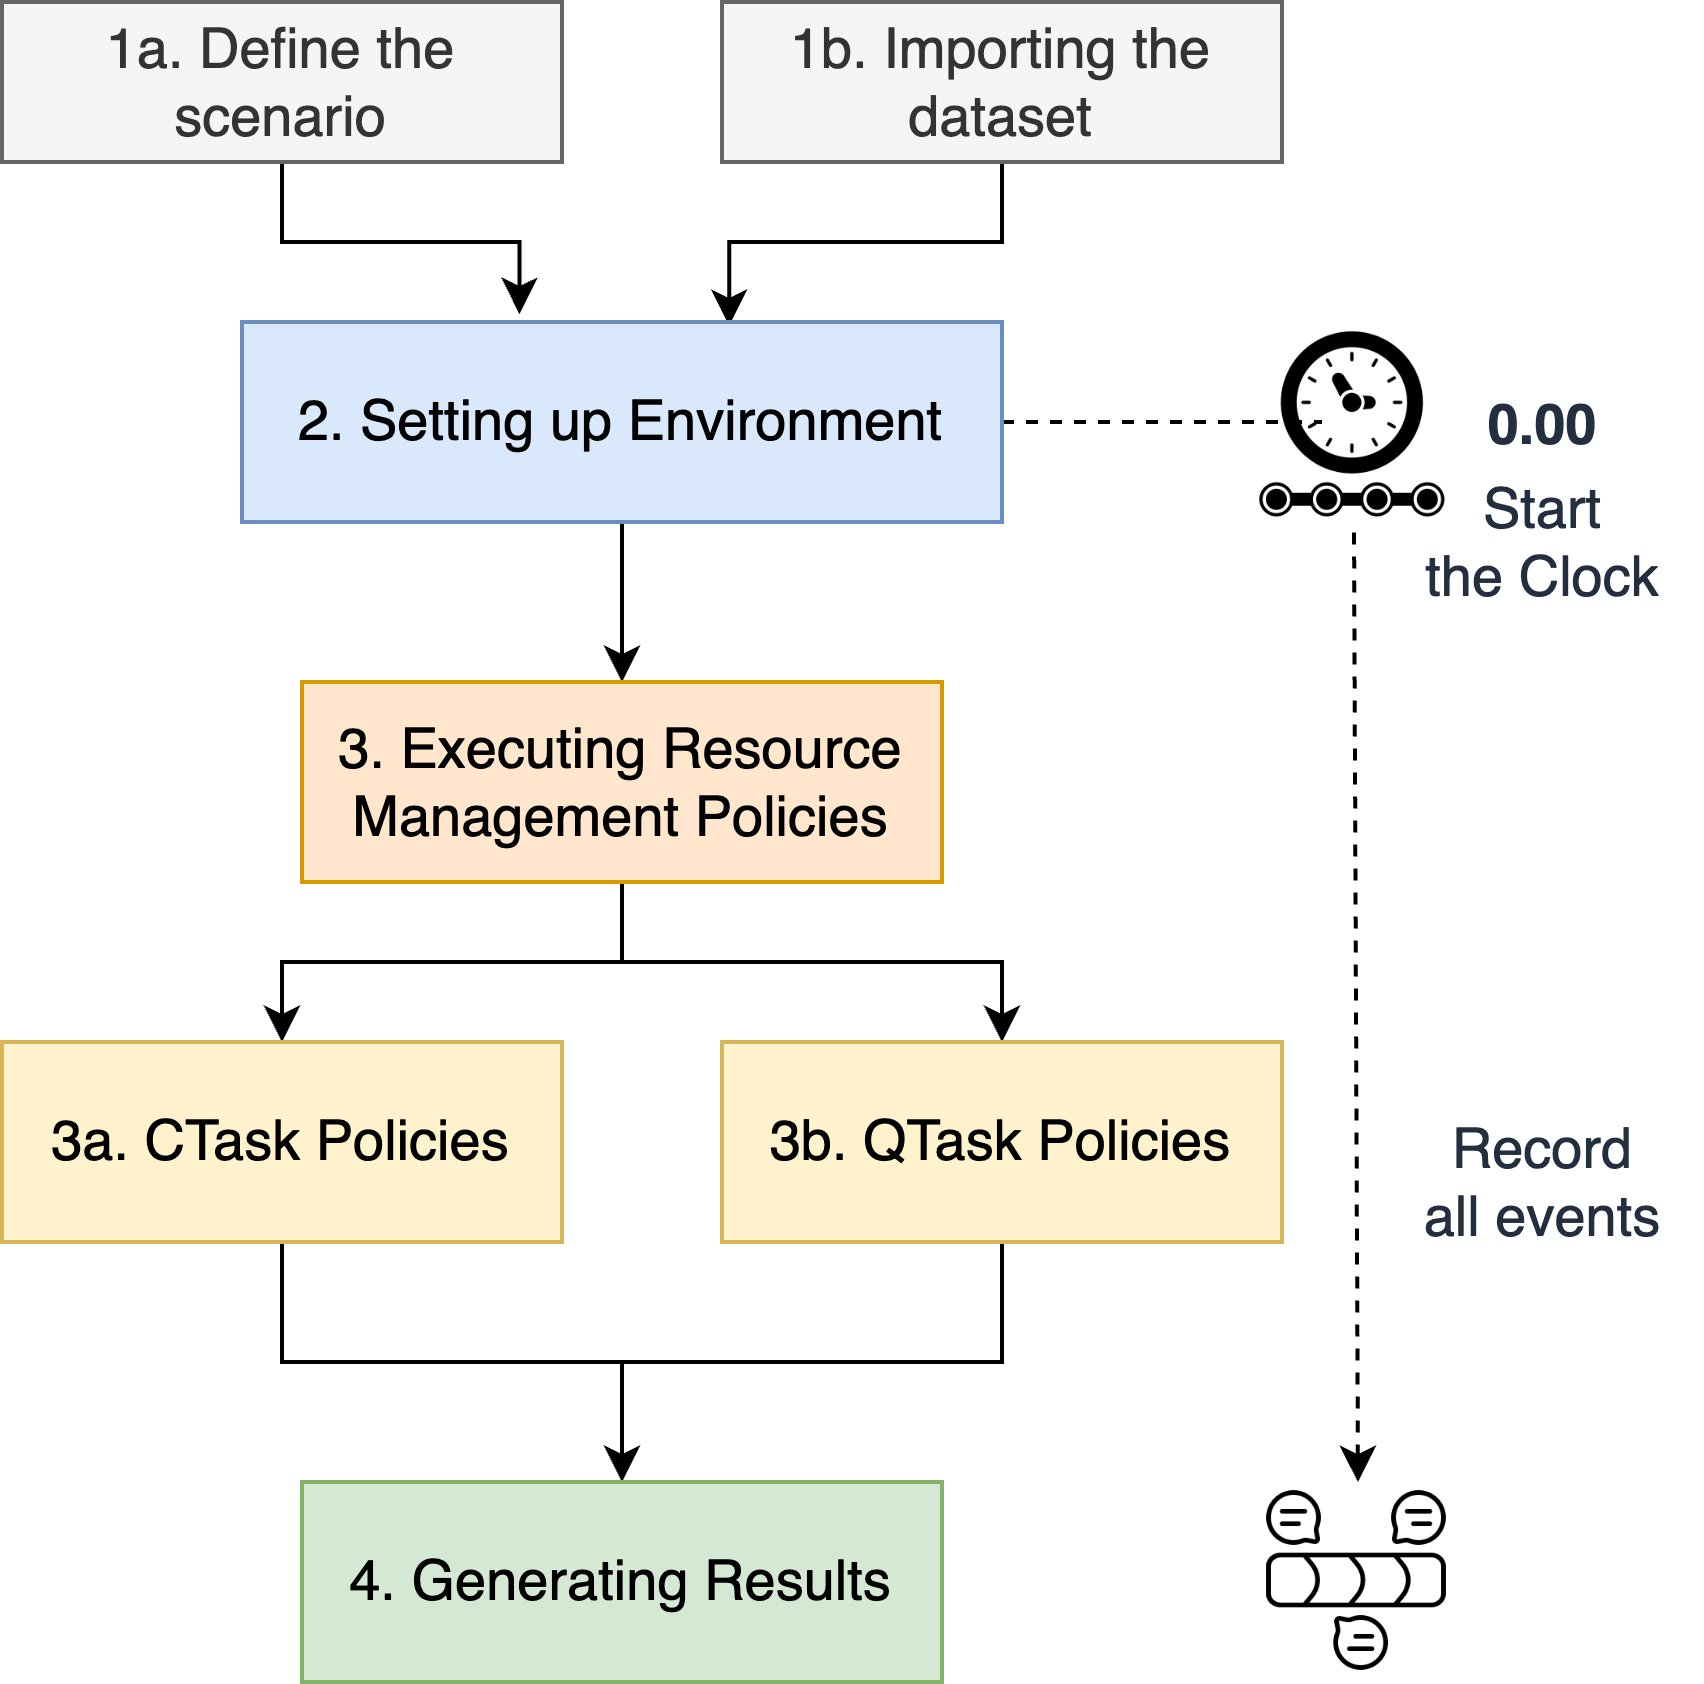 1a. Define the
scenario
1b. Importing the
dataset
2. Setting up Environment
0.00
Start
the Clock
3. Executing Resource
Management Policies
3a. CTask Policies
3b. QTask Policies
Record
all events
4. Generating Results